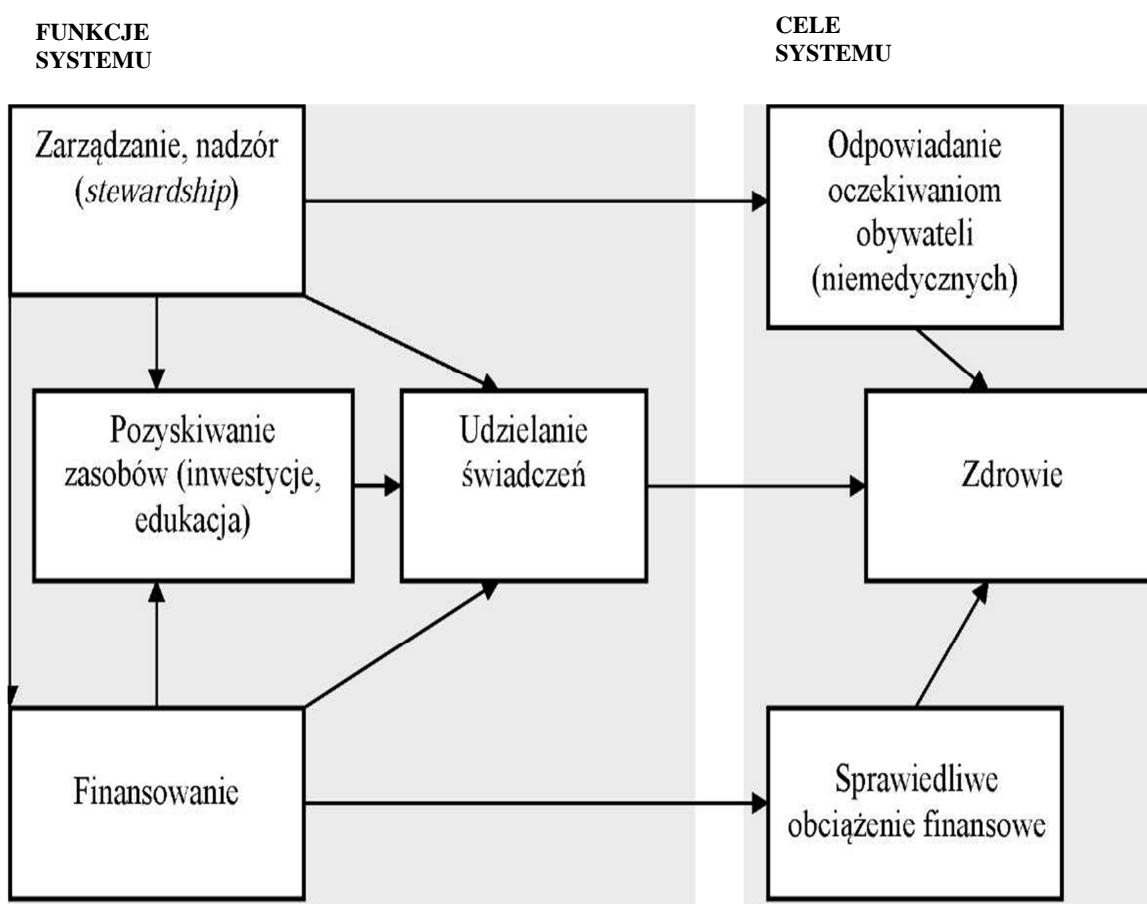 FUNKCJE
SYSTEMU
CELE
SYSTEMU
Zarządzanie, nadzór
(stewardship)
Odpowiadanie
oczekiwaniom
obywateli
(niemedycznych)
Pozyskiwanie
zasobów (inwestycje,
edukacja)
Udzielanie
świadczeń
Zdrowie
Finansowanie
Sprawiedliwe
obciążenie finansowe